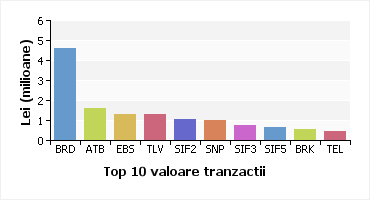 Lei (milioane)
6
5
4
3
2
1
0
BRD ATB EBS TLV SIF2 SNP SIF3 SIF5 BRK TEL
Top 10 valoare tranzactii